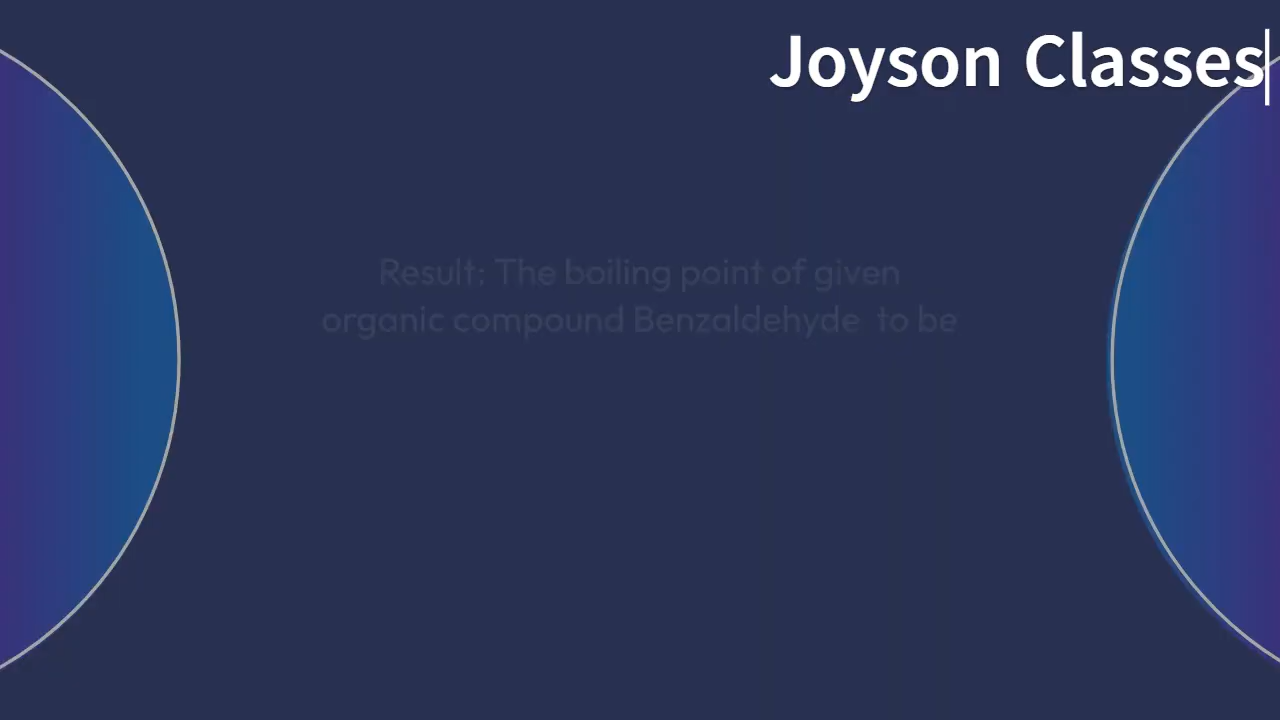 Joyson Classes
Result: The boiling point of given
organic compound Benzaldehyde to be